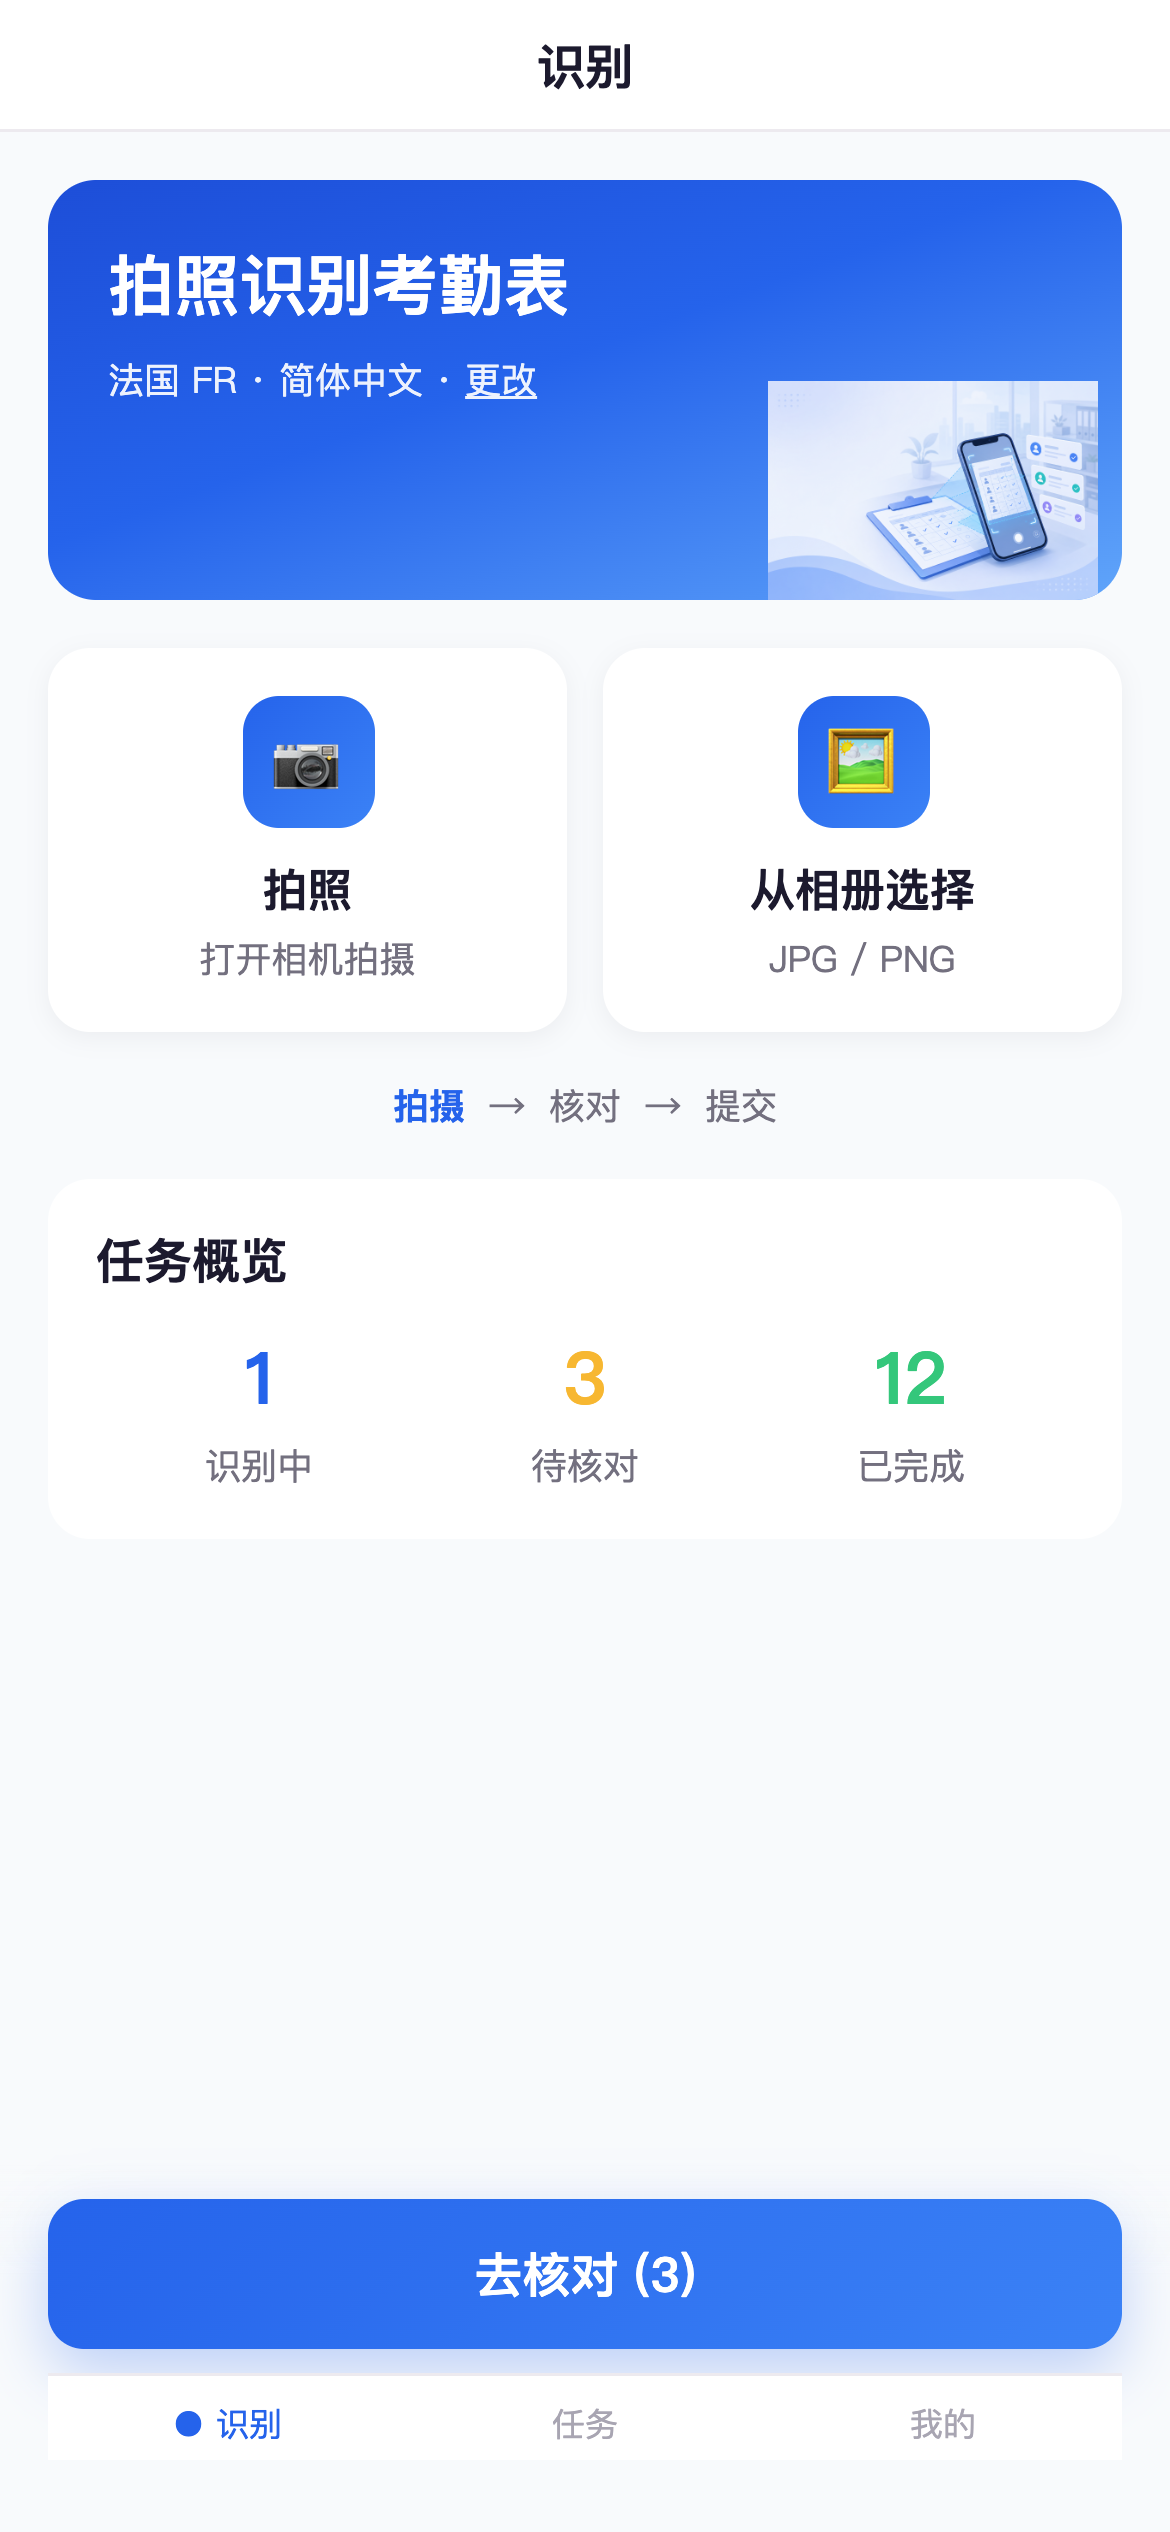 识别
拍照识别考勤表
法国 FR · 简体中文 · 更改
拍照
打开相机拍摄
从相册选择
JPG / PNG
拍摄 → 核对 → 提交
任务概览
1
识别中
3
待核对
12
已完成
去核对 (3)
识别
任务
我的